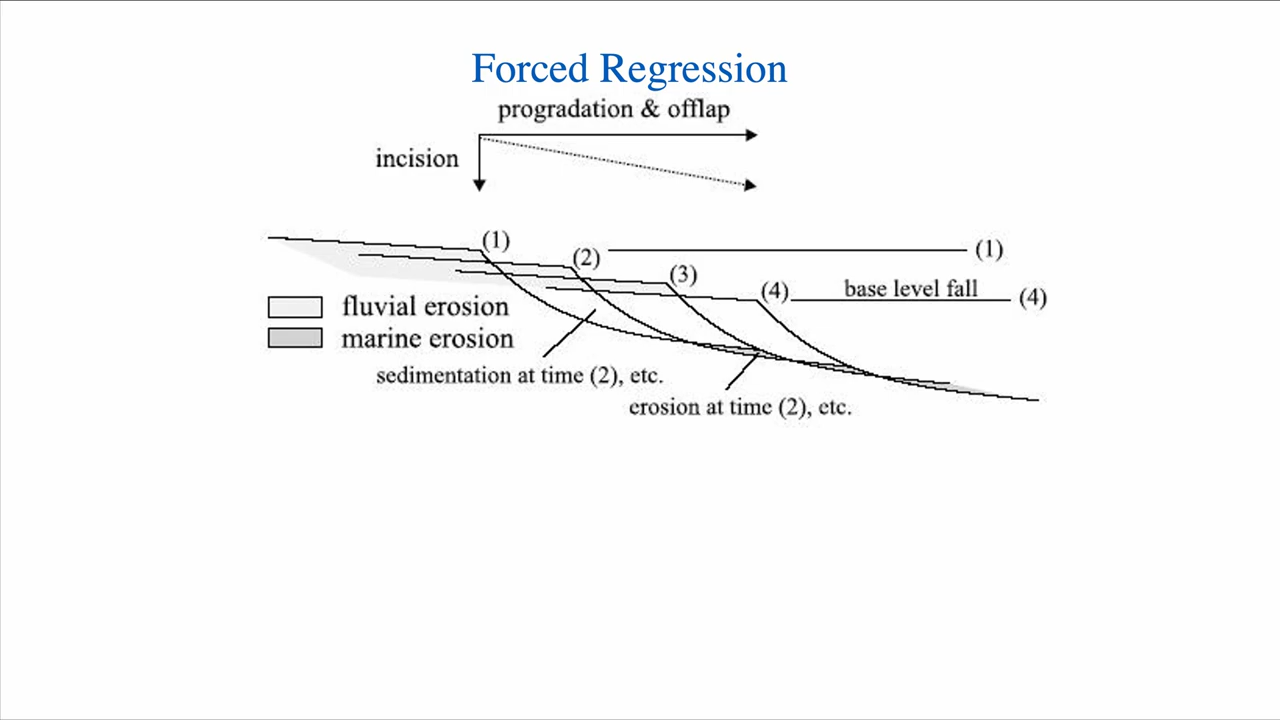 Forced Regression
progradation & offlap
incision
(1)
(2)
(1)
(3)
(4)
base level fall
(4)
fluvial erosion
marine erosion
sedimentation at time (2), etc.
erosion at time (2), etc.